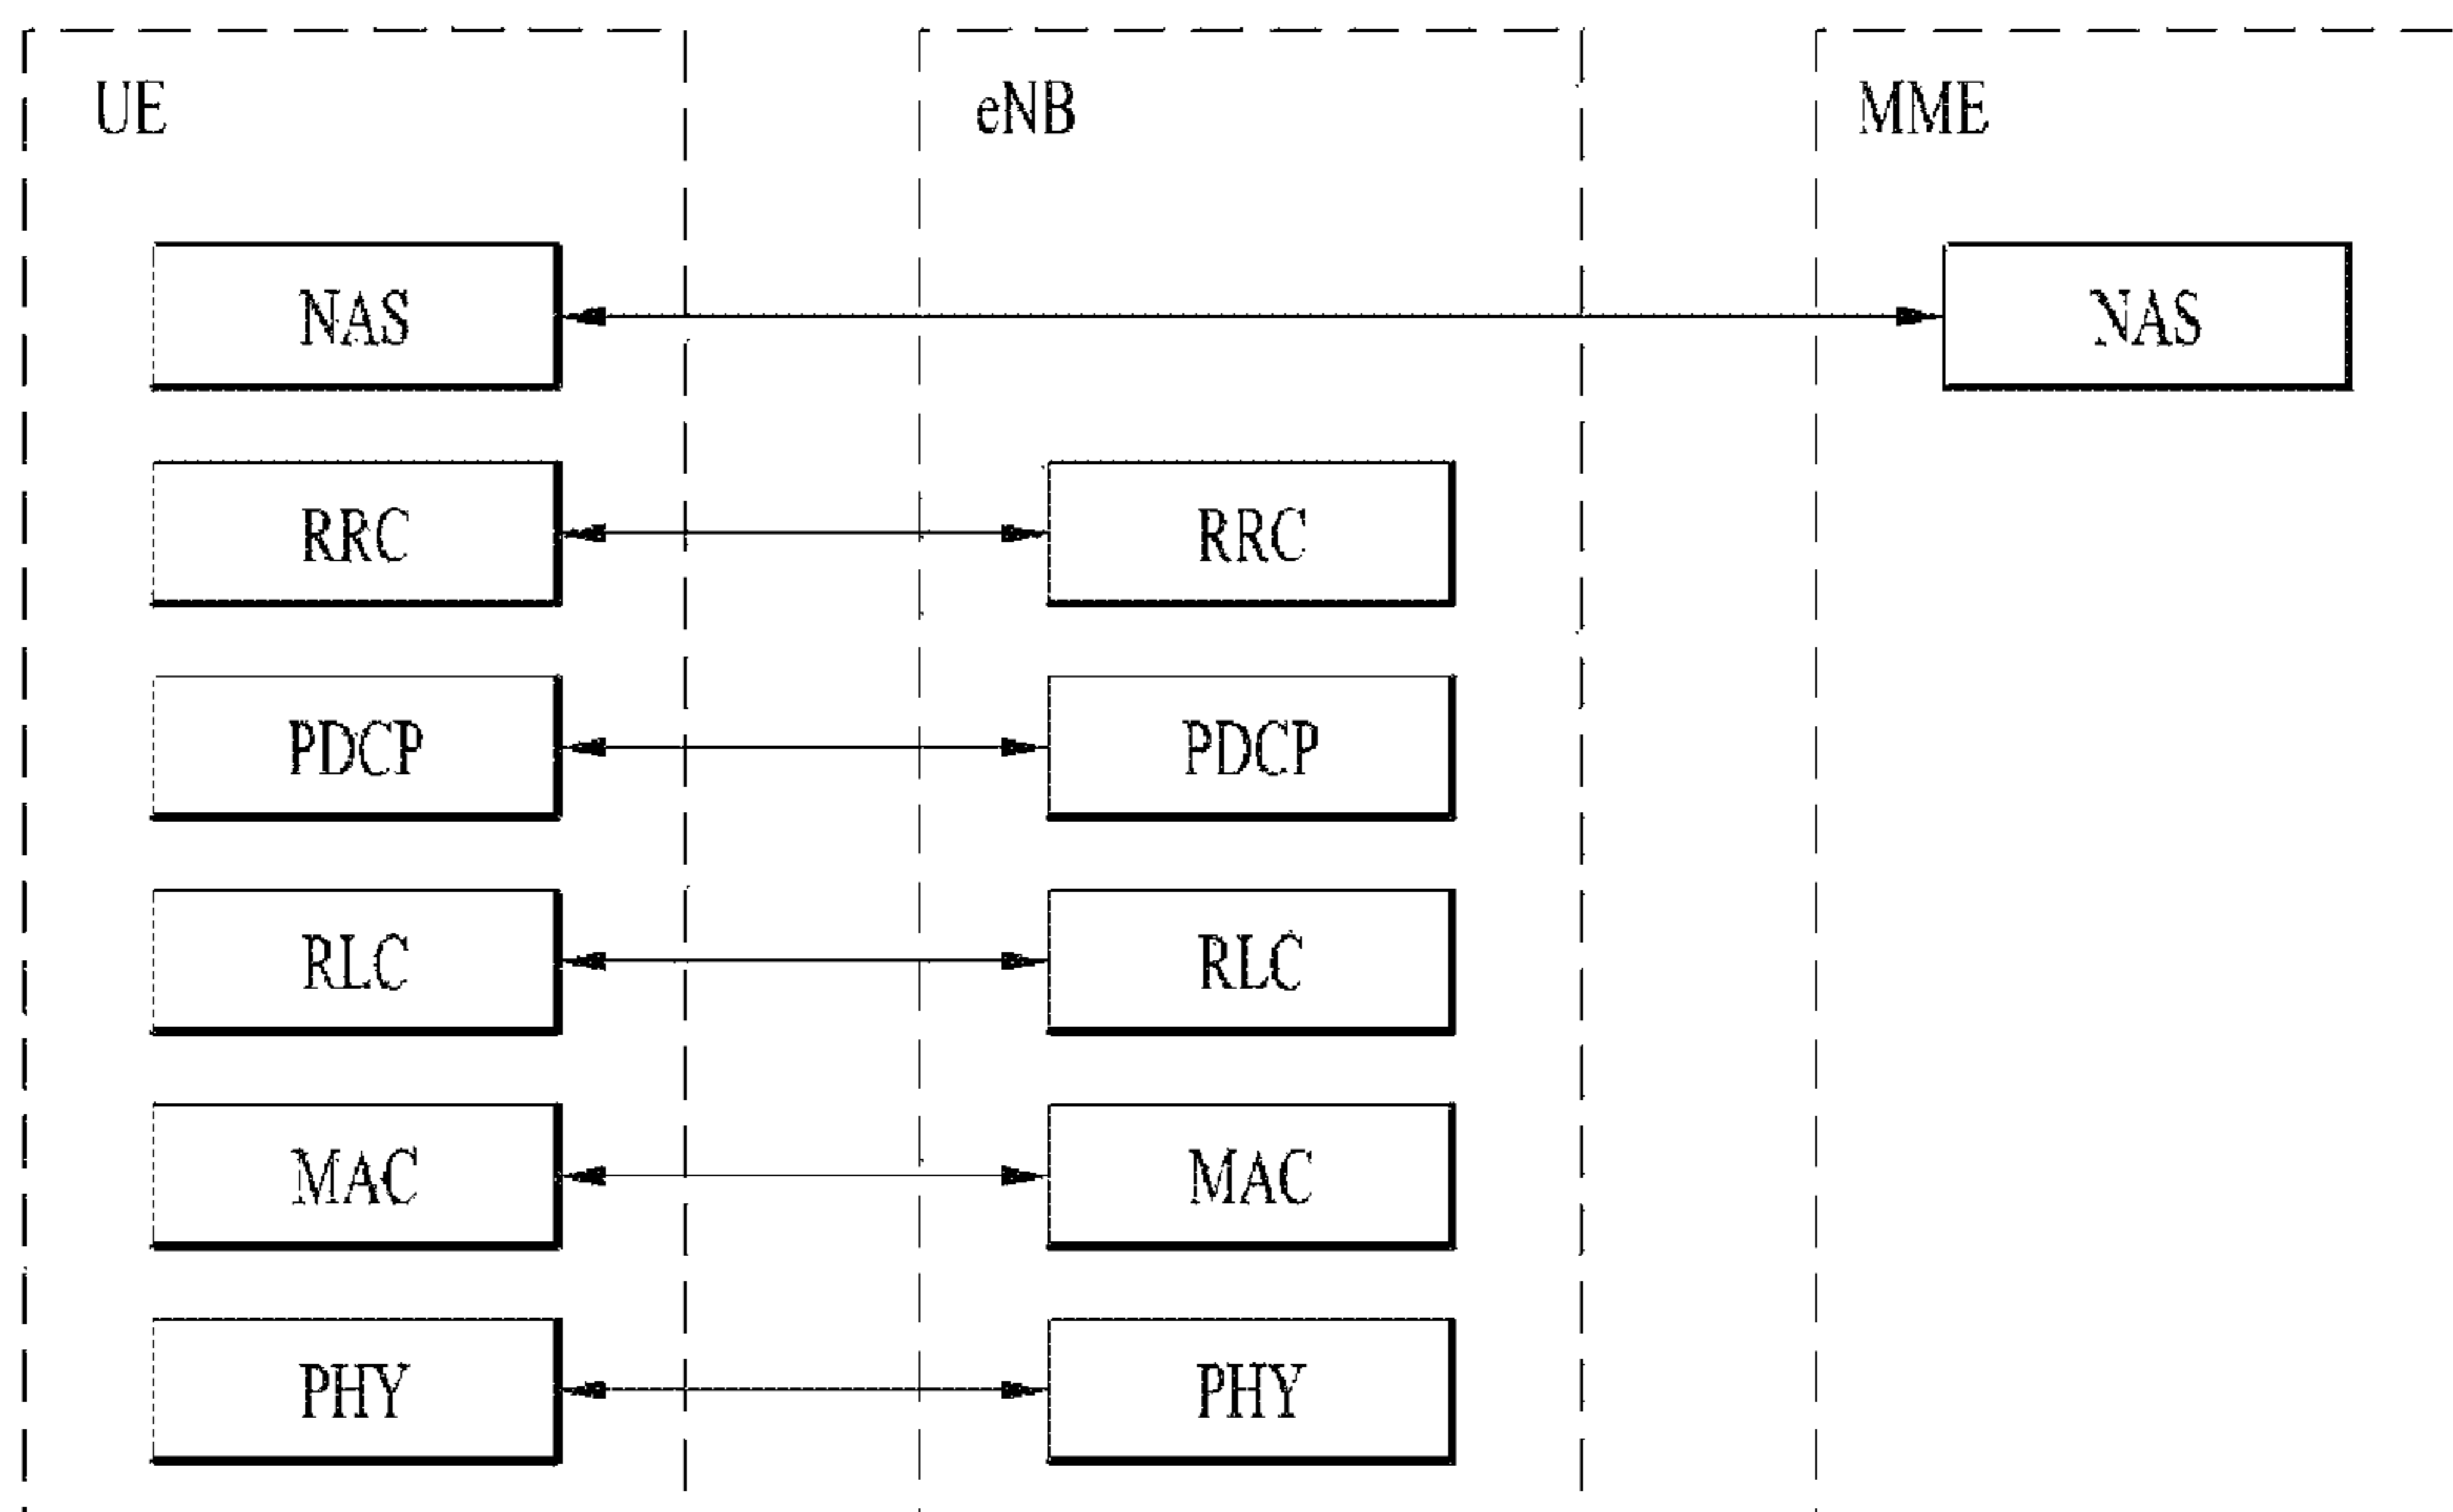 UE eNB MME
NAS NAS
RRC RRC
PDCP PDCP
RLC RLC
MAC MAC
PHY PHY